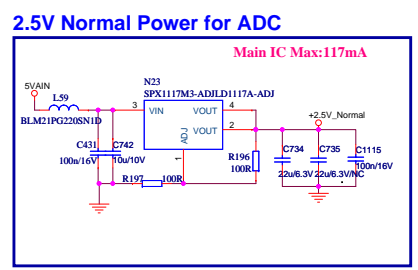 2.5V Normal Power for ADC
Main IC Max:117mA
5VAIN
L59
BLM21PG220SN1D
N23
SPX1117M3-ADJLD1117A-ADJ
3
VIN
VOUT
4
VOUT
2
ADJ
1
+2.5V_Normal
C431
100n/16V
C742
10u/10V
R196
100R
R197
100R
C734
22u/6.3V
C735
22u/6.3V/NC
C1115
100n/16V